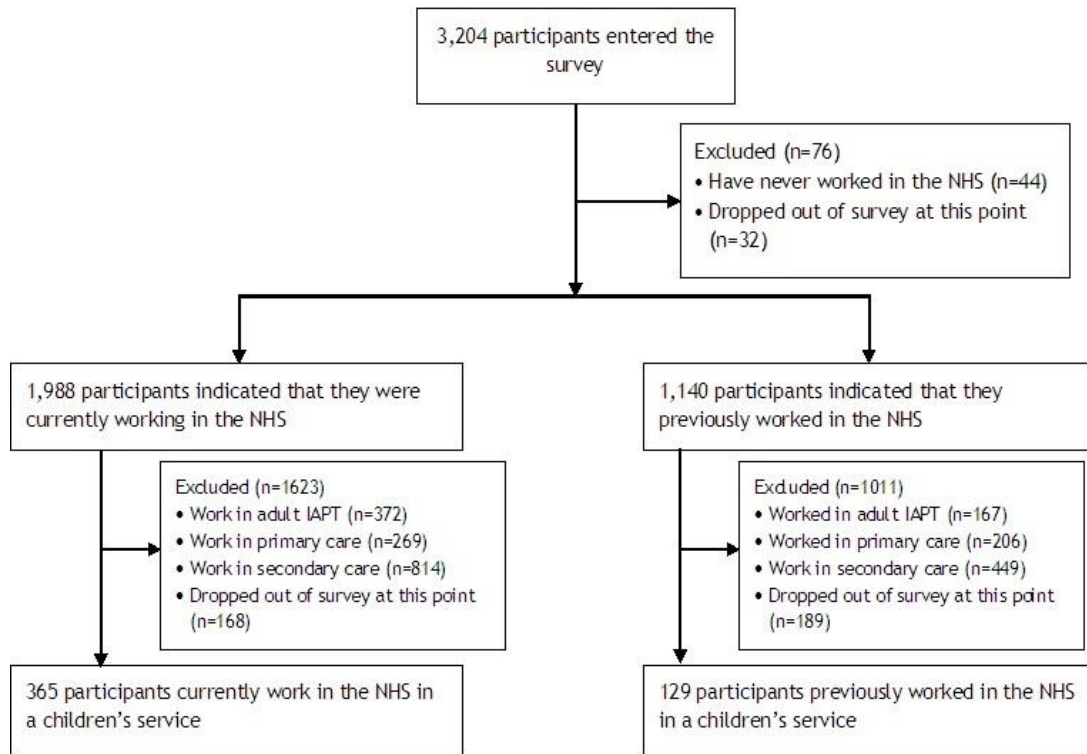 3,204 participants entered the
survey
Excluded (n=76)
• Have never worked in the NHS (n=44)
• Dropped out of survey at this point
(n=32)
1,988 participants indicated that they were
currently working in the NHS
1,140 participants indicated that they
previously worked in the NHS
Excluded (n=1623)
• Work in adult IAPT (n=372)
• Work in primary care (n=269)
• Work in secondary care (n=814)
• Dropped out of survey at this point
(n=168)
Excluded (n=1011)
• Worked in adult IAPT (n=167)
• Worked in primary care (n=206)
• Work in secondary care (n=449)
• Dropped out of survey at this point
(n=189)
365 participants currently work in the NHS in
a children’s service
129 participants previously worked in the NHS
in a children’s service